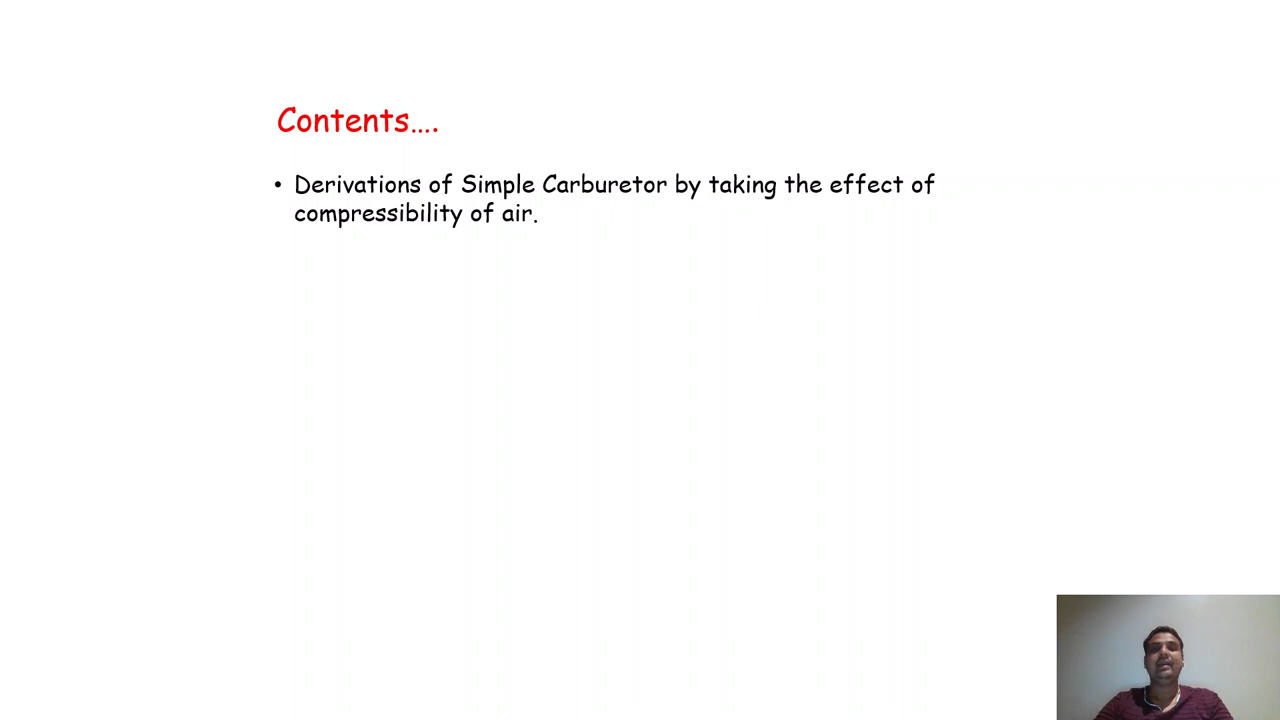 Contents....
• Derivations of Simple Carburetor by taking the effect of
compressibility of air.